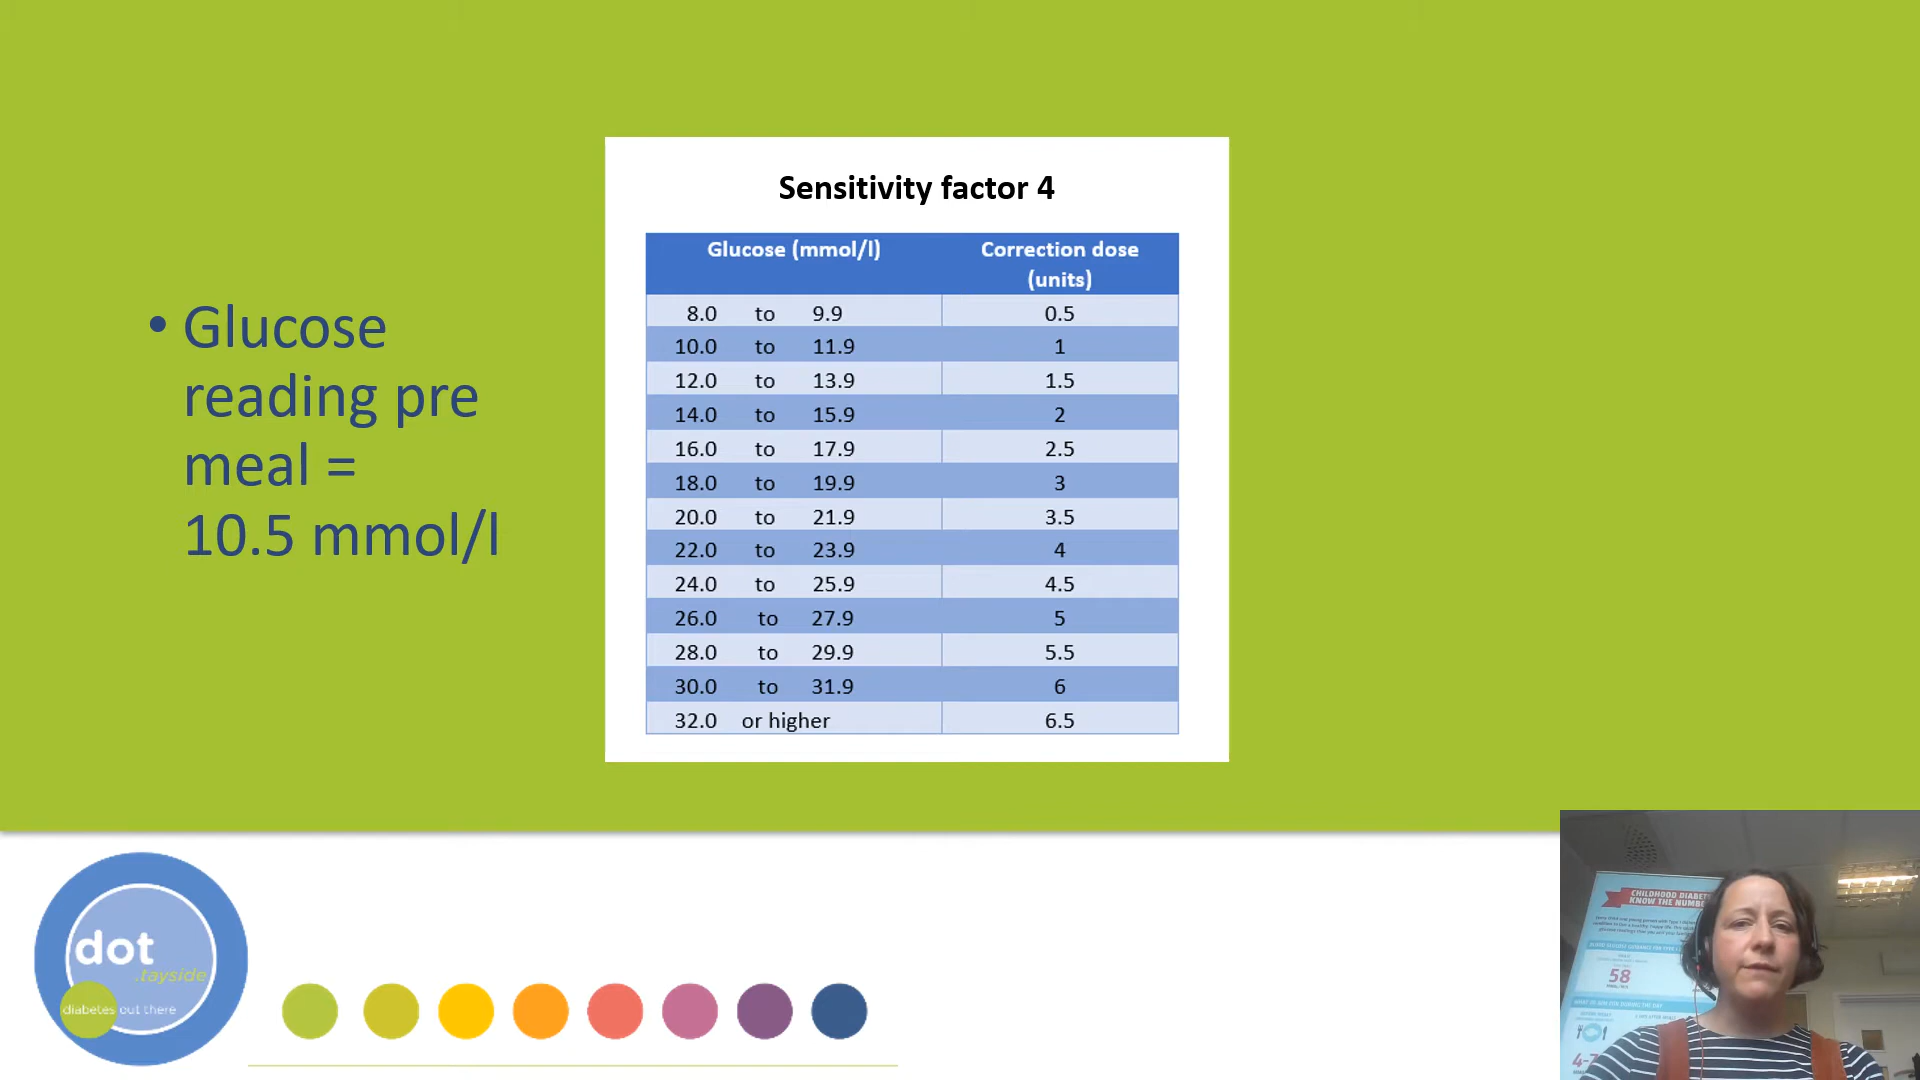 Sensitivity factor 4
Glucose (mmol/l) Correction dose (units)
8.0 to 9.9 0.5
10.0 to 11.9 1
12.0 to 13.9 1.5
14.0 to 15.9 2
16.0 to 17.9 2.5
18.0 to 19.9 3
20.0 to 21.9 3.5
22.0 to 23.9 4
24.0 to 25.9 4.5
26.0 to 27.9 5
28.0 to 29.9 5.5
30.0 to 31.9 6
32.0 or higher 6.5
• Glucose
reading pre
meal =
10.5 mmol/l
dot
.tayside
diabetes out there
CHILDHOOD
KNOW THE
58